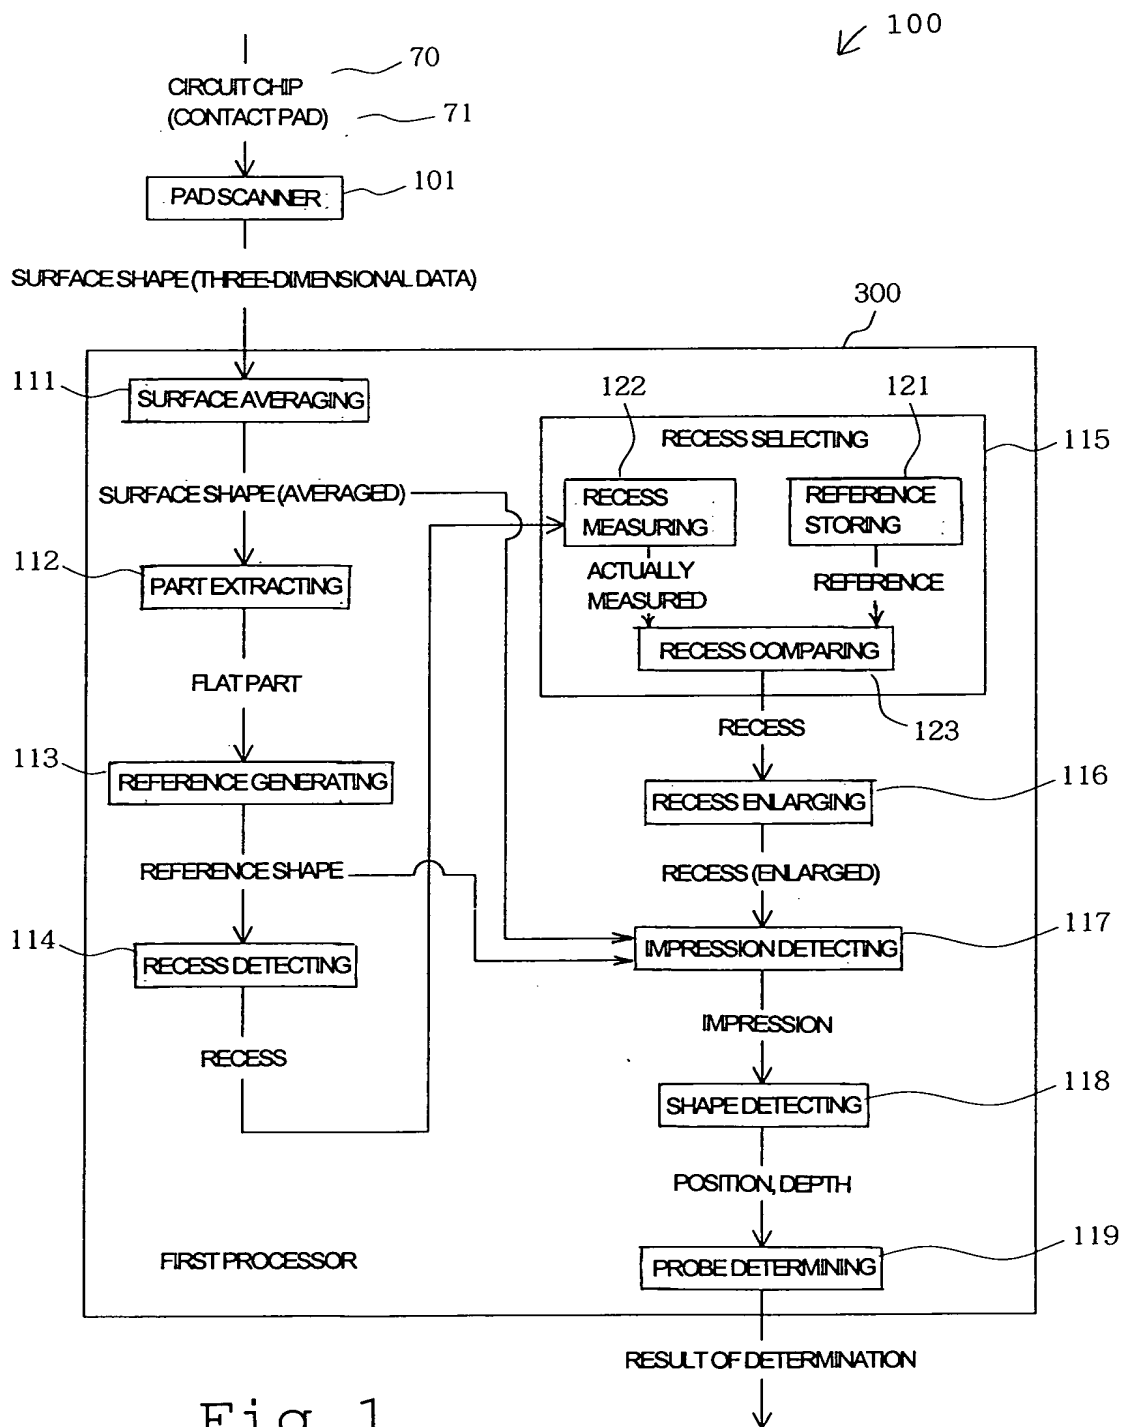 100
70
CIRCUIT CHIP
(CONTACT PAD)
71
PAD SCANNER
101
SURFACE SHAPE (THREE-DIMENSIONAL DATA)
300
111
SURFACE AVERAGING
SURFACE SHAPE (AVERAGED)
112
PART EXTRACTING
FLAT PART
113
REFERENCE GENERATING
REFERENCE SHAPE
114
RECESS DETECTING
RECESS
FIRST PROCESSOR
122
121
RECESS SELECTING
115
RECESS
MEASURING
REFERENCE
STORING
ACTUALLY
MEASURED
REFERENCE
RECESS COMPARING
123
RECESS
RECESS ENLARGING
116
RECESS (ENLARGED)
IMPRESSION DETECTING
117
IMPRESSION
SHAPE DETECTING
118
POSITION, DEPTH
PROBE DETERMINING
119
RESULT OF DETERMINATION
Fig. 1